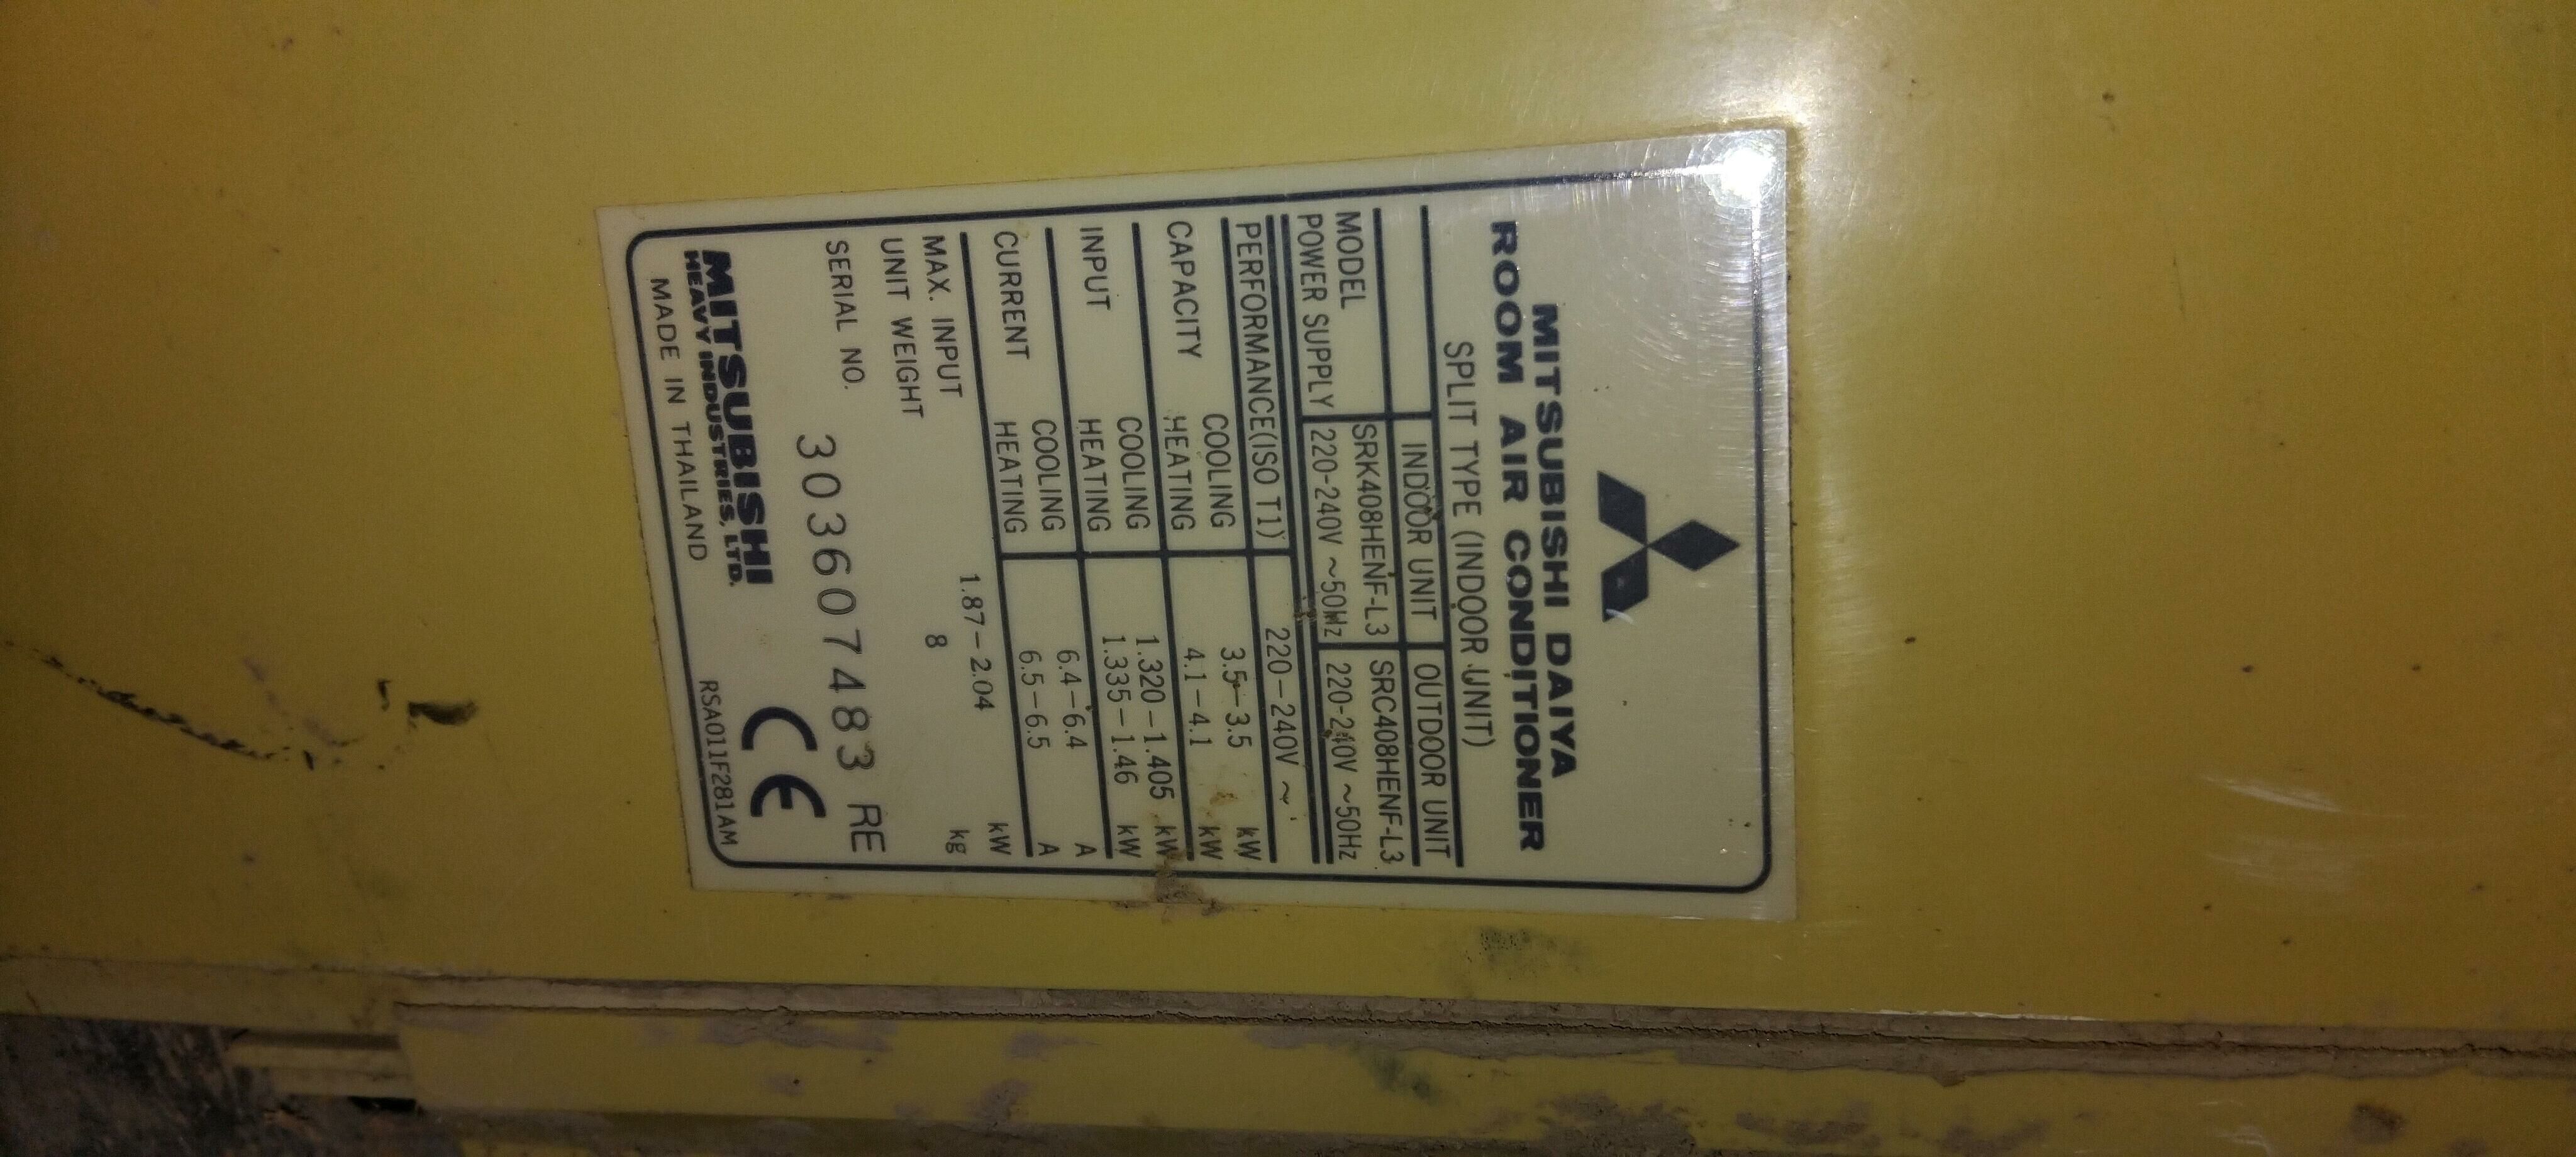 MITSUBISHI DAIYA
ROOM AIR CONDITIONER
SPLIT TYPE (INDOOR UNIT)
INDOOR UNIT OUTDOOR UNIT
MODEL SRK408HENF-L3 SRC408HENF-L3
POWER SUPPLY 220-240V ~50Hz 220-240V ~50Hz
PERFORMANCE(ISO T1) 220-240V ~
CAPACITY COOLING 3.5-3.5 kW
HEATING 4.1-4.1 kW
INPUT COOLING 1.320-1.405 kW
HEATING 1.335-1.46 kW
CURRENT COOLING 6.4-6.4 A
HEATING 6.5-6.5 A
MAX. INPUT 1.87-2.04 kW
UNIT WEIGHT 8 kg
SERIAL NO. 303607483 RE
MITSUBISHI CE
HEAVY INDUSTRIES, LTD.
MADE IN THAILAND RSA011F281AM